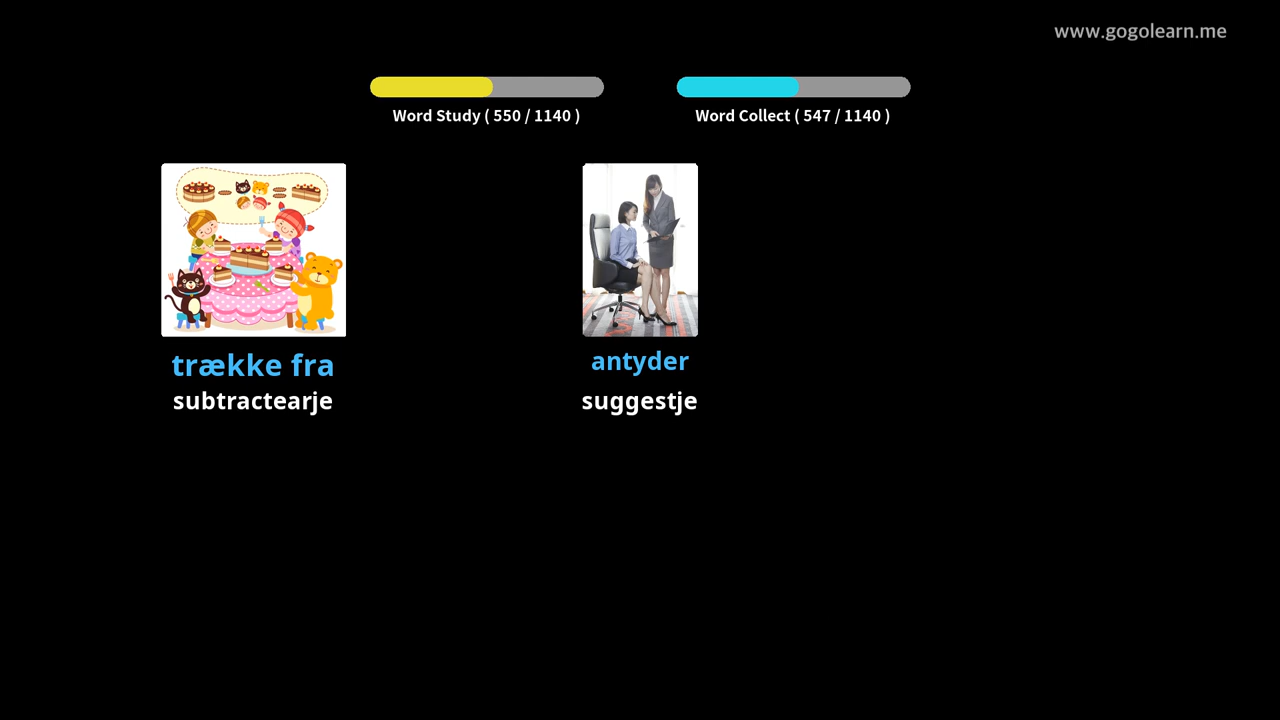 www.gogolearn.me
Word Study ( 550 / 1140 )
Word Collect ( 547 / 1140 )
trække fra
subtractearje
antyder
suggestje